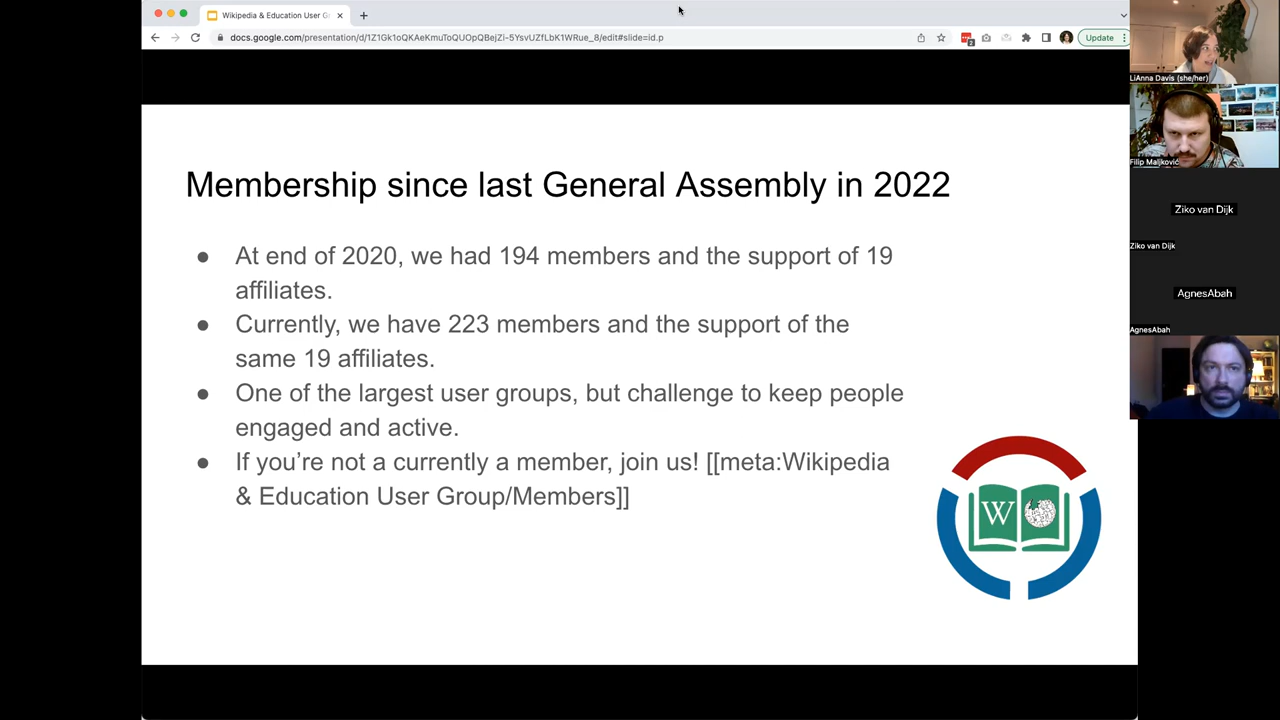 Wikipedia & Education User Gr
docs.google.com/presentation/d/1Z1Gk1oQKAeKmuToQUOpQBejZi-5YsvUZfLbK1WRue_8/edit#slide=id.p
2
Update
Membership since last General Assembly in 2022
At end of 2020, we had 194 members and the support of 19
affiliates.
Currently, we have 223 members and the support of the
same 19 affiliates.
One of the largest user groups, but challenge to keep people
engaged and active.
If you’re not a currently a member, join us! [[meta:Wikipedia
& Education User Group/Members]]
W
LiAnna Davis (she/her)
Filip Maljković
Ziko van Dijk
Ziko van Dijk
AgnesAbah
AgnesAbah